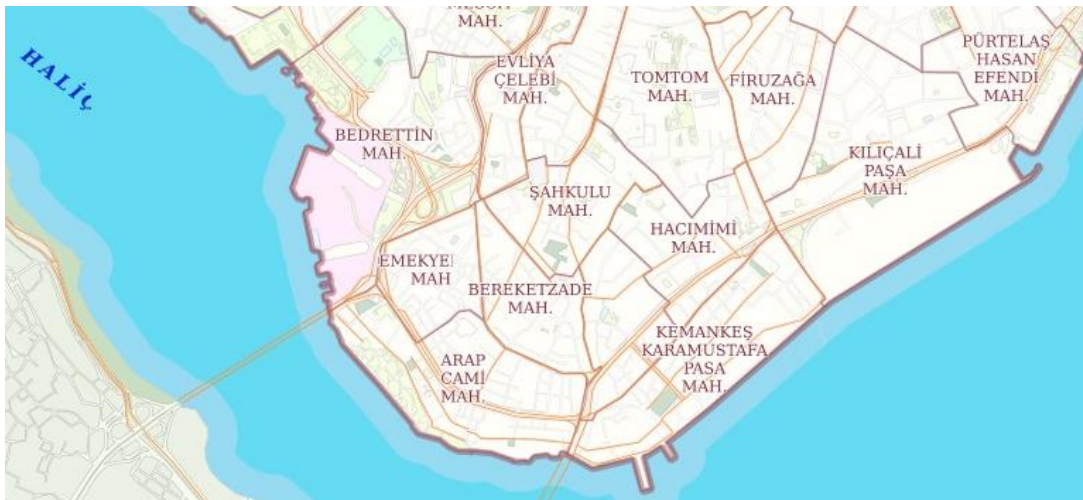 MAH.
HALİÇ
EVLİYA
ÇELEBİ
MAH.
TOMTOM
MAH.
FİRUZAĞA
MAH.
PÜRTELAŞ
HASAN
EFENDİ
MAH.
BEDRETTİN
MAH.
KILIÇALİ
PAŞA
MAH.
ŞAHKULU
MAH.
HACIMİMİ
MAH.
EMEKYE
MAH
BEREKETZADE
MAH.
KEMANKEŞ
KARAMUSTAFA
PAŞA
MAH.
ARAP
CAMİ
MAH.